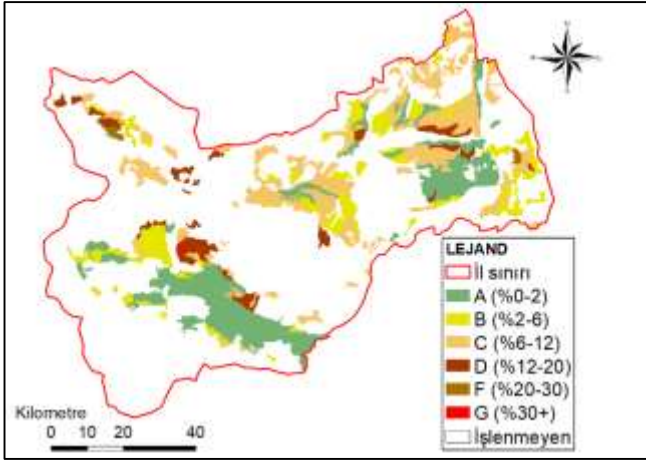 LEJAND
İl sınırı
A (%0-2)
B (%2-6)
C (%6-12)
D (%12-20)
F (%20-30)
G (%30+)
İşlenmeyen
Kilometre
0 10 20 40